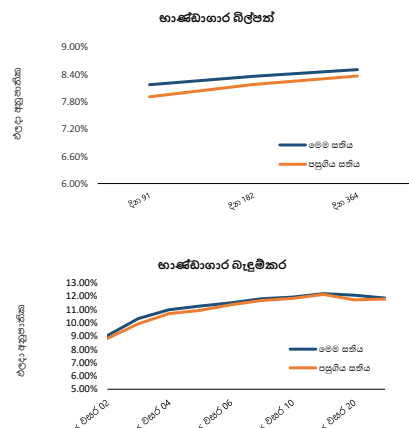 භාණ්ඩාගාර බිල්පත්
ඵලදා අනුපාතික
9.00%
8.40%
7.80%
7.20%
6.60%
6.00%
මෙම සතිය
පසුගිය සතිය
දින 91
දින 182
දින 364
භාණ්ඩාගාර බැඳුම්කර
ඵලදා අනුපාතික
13.00%
12.00%
11.00%
10.00%
9.00%
8.00%
7.00%
6.00%
5.00%
මෙම සතිය
පසුගිය සතිය
වසර 02
වසර 04
වසර 06
වසර 10
වසර 20